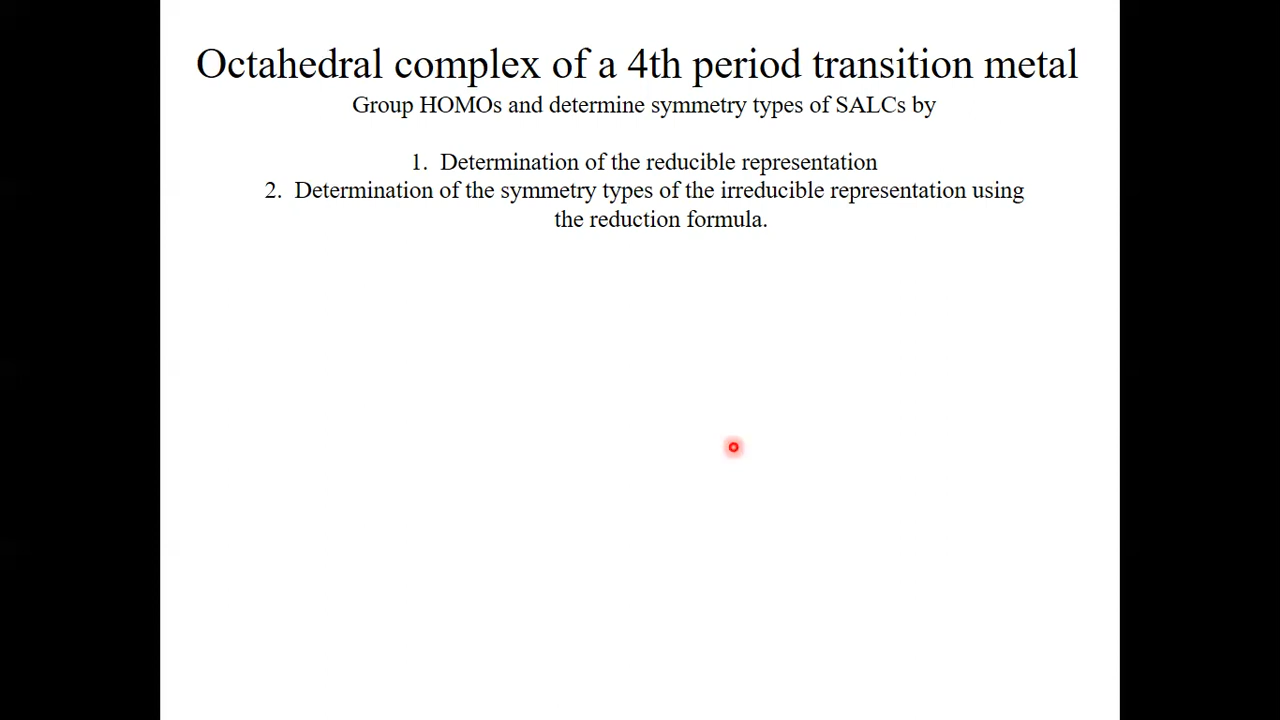 Octahedral complex of a 4th period transition metal
Group HOMOs and determine symmetry types of SALCs by
1. Determination of the reducible representation
2. Determination of the symmetry types of the irreducible representation using
the reduction formula.